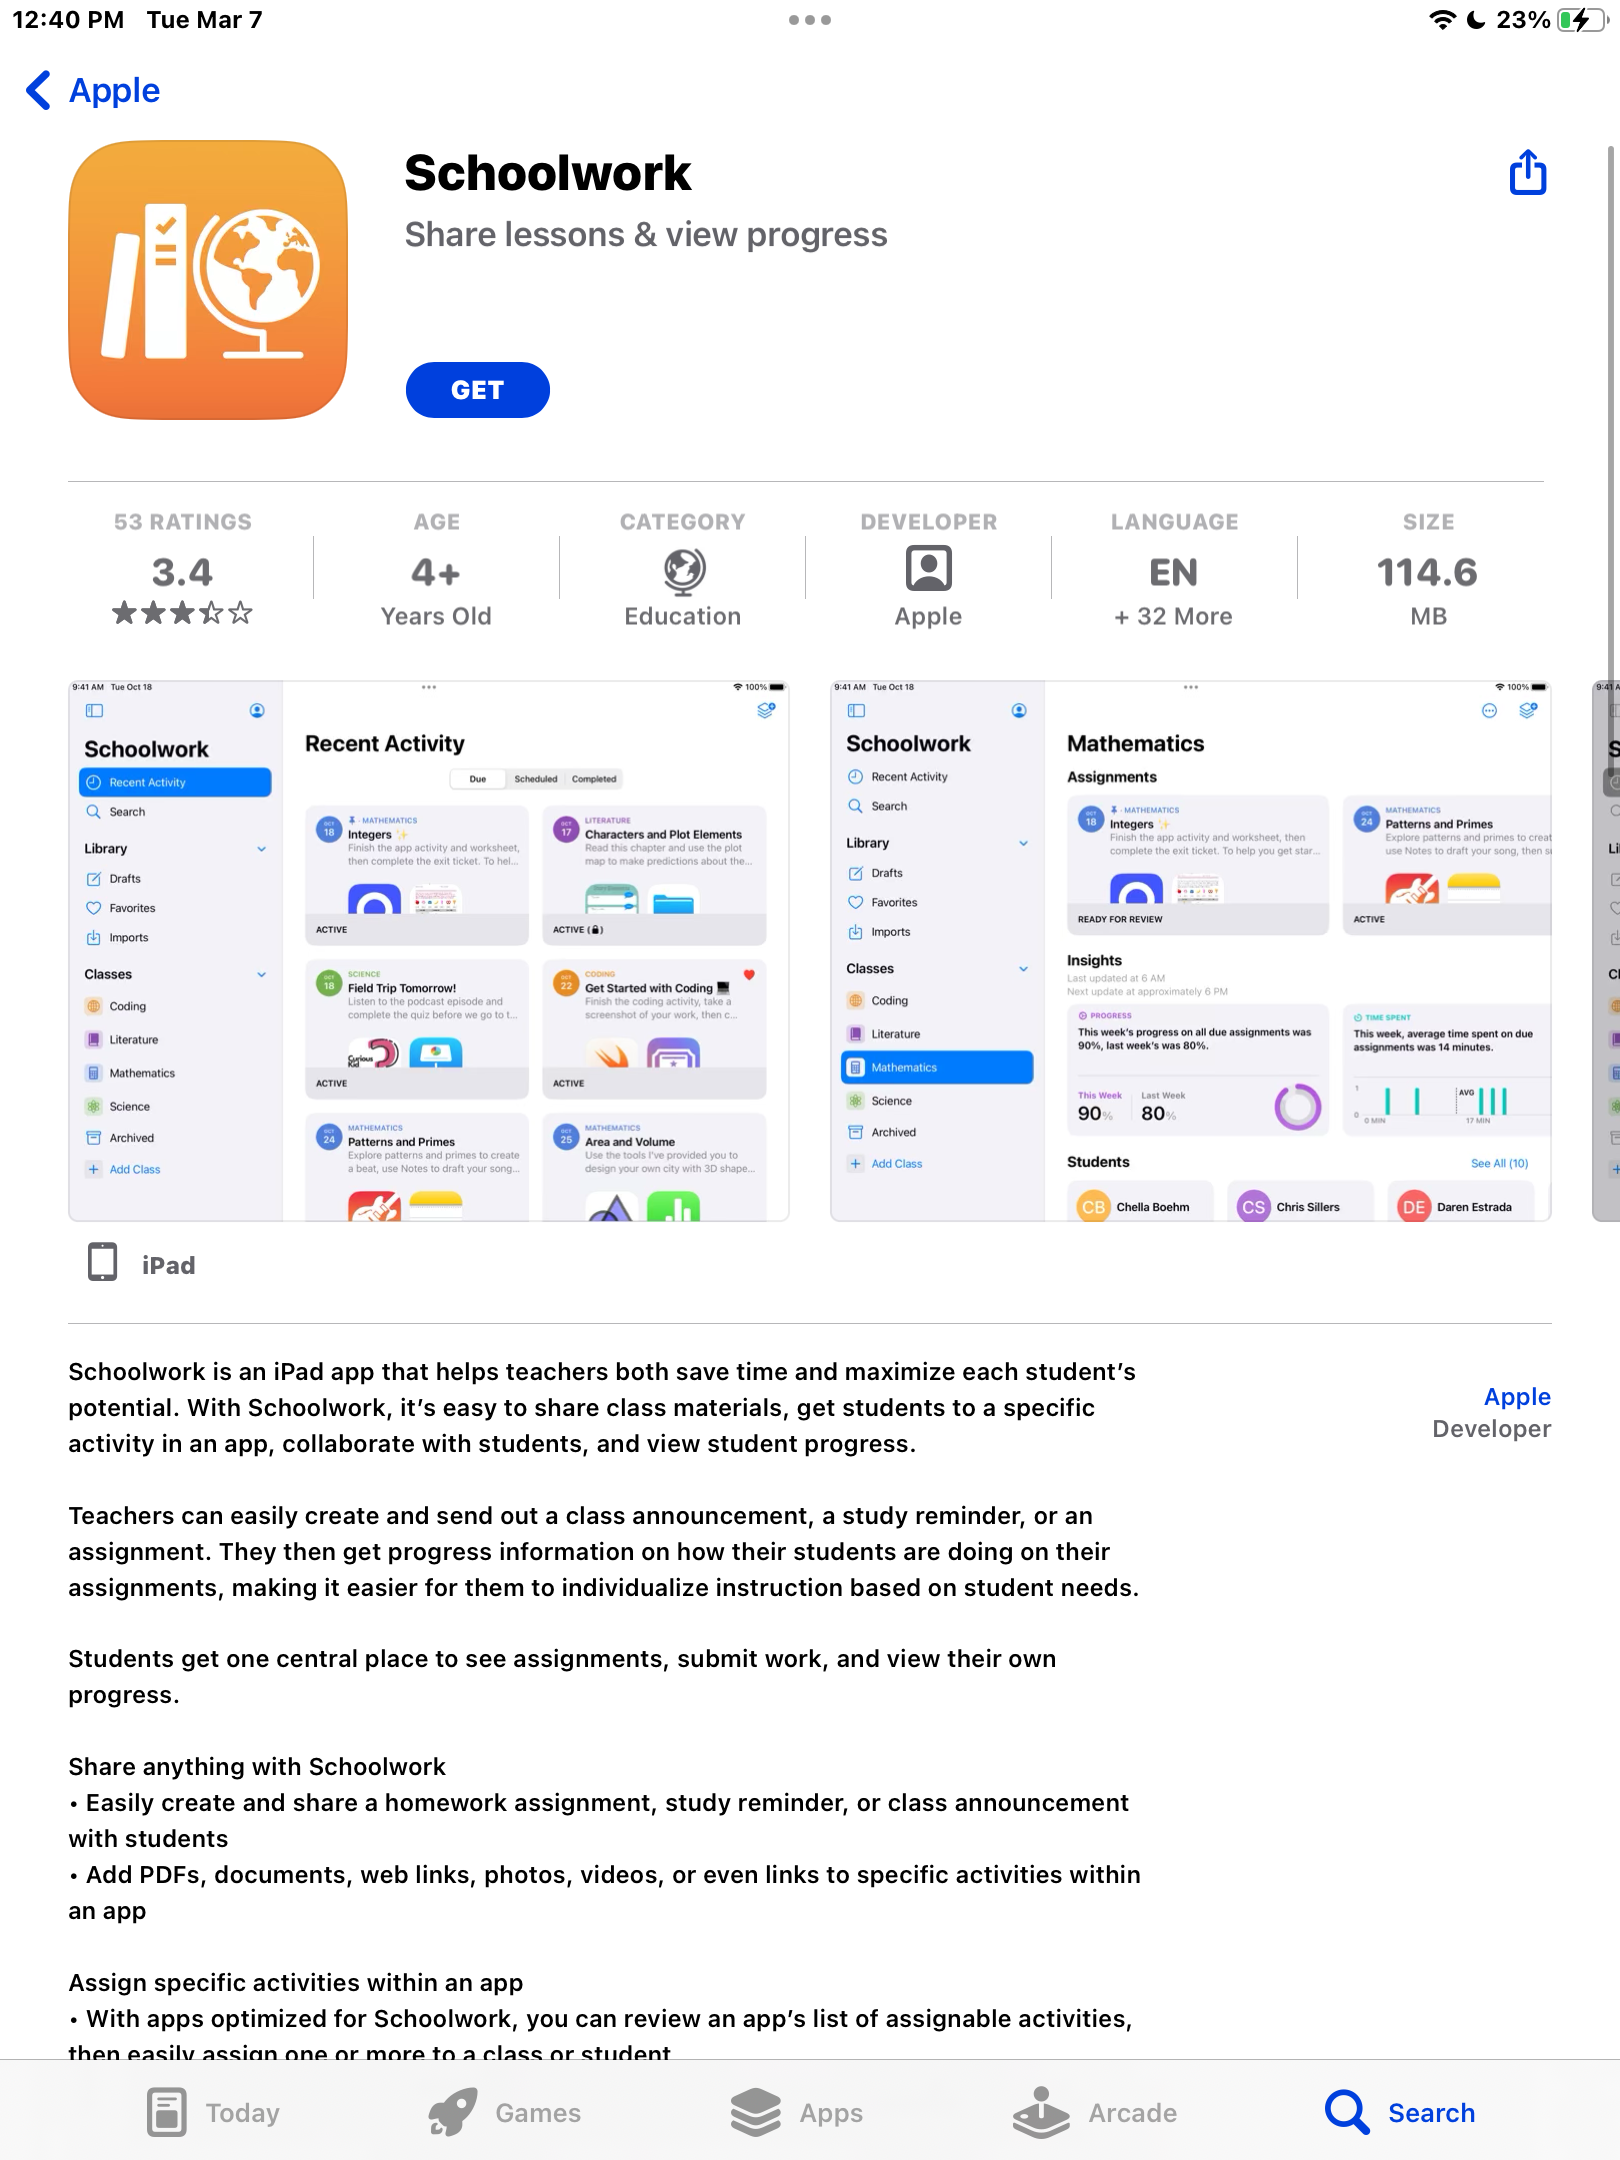 12:40 PM Tue Mar 7
23%
Apple
Schoolwork
Share lessons & view progress
GET
53 RATINGS
3.4
AGE
4+
Years Old
CATEGORY
Education
DEVELOPER
Apple
LANGUAGE
EN
+ 32 More
SIZE
114.6
MB
9:41 AM Tue Oct 18
100%
Schoolwork
Recent Activity
Search
Library
Drafts
Favorites
Imports
Classes
Coding
Literature
Mathematics
Science
Archived
Add Class
Recent Activity
Due Scheduled Completed
OCT 18
MATHEMATICS
Integers ✨
Finish the app activity and worksheet,
then complete the exit ticket. To hel...
ACTIVE
OCT 17
LITERATURE
Characters and Plot Elements
Read this chapter and use the plot
map to make predictions about the...
ACTIVE (🔒)
OCT 18
SCIENCE
Field Trip Tomorrow!
Listen to the podcast episode and
complete the quiz before we go to t...
Curious
Kid
ACTIVE
OCT 22
CODING
Get Started with Coding 💻
Finish the coding activity, take a
screenshot of your work, then c...
ACTIVE
OCT 24
MATHEMATICS
Patterns and Primes
Explore patterns and primes to create
a beat, use Notes to draft your song...
OCT 25
MATHEMATICS
Area and Volume
Use the tools I've provided you to
design your own city with 3D shape...
9:41 AM Tue Oct 18
100%
Schoolwork
Recent Activity
Search
Library
Drafts
Favorites
Imports
Classes
Coding
Literature
Mathematics
Science
Archived
Add Class
Mathematics
Assignments
OCT 18
MATHEMATICS
Integers ✨
Finish the app activity and worksheet, then
complete the exit ticket. To help you get star...
READY FOR REVIEW
OCT 24
MATHEMATICS
Patterns and Primes
Explore patterns and primes to creat
use Notes to draft your song, then s
ACTIVE
Insights
Last updated at 6 AM
Next update at approximately 6 PM
PROGRESS
This week's progress on all due assignments was
90%, last week's was 80%.
This Week
90%
Last Week
80%
TIME SPENT
This week, average time spent on due
assignments was 14 minutes.
1
AVG
0
0 MIN
17 MIN
Students
See All (10)
CB Chella Boehm
CS Chris Sillers
DE Daren Estrada
9:41 A
iPad
Schoolwork is an iPad app that helps teachers both save time and maximize each student’s
potential. With Schoolwork, it’s easy to share class materials, get students to a specific
activity in an app, collaborate with students, and view student progress.
Apple
Developer
Teachers can easily create and send out a class announcement, a study reminder, or an
assignment. They then get progress information on how their students are doing on their
assignments, making it easier for them to individualize instruction based on student needs.
Students get one central place to see assignments, submit work, and view their own
progress.
Share anything with Schoolwork
• Easily create and share a homework assignment, study reminder, or class announcement
with students
• Add PDFs, documents, web links, photos, videos, or even links to specific activities within
an app
Assign specific activities within an app
• With apps optimized for Schoolwork, you can review an app’s list of assignable activities,
then easily assign one or more to a class or student
Today
Games
Apps
Arcade
Search